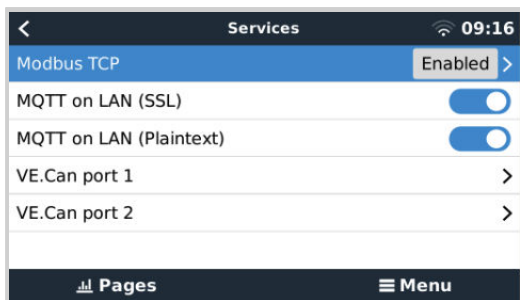 Services 09:16
Modbus TCP Enabled
MQTT on LAN (SSL)
MQTT on LAN (Plaintext)
VE.Can port 1
VE.Can port 2
Pages Menu